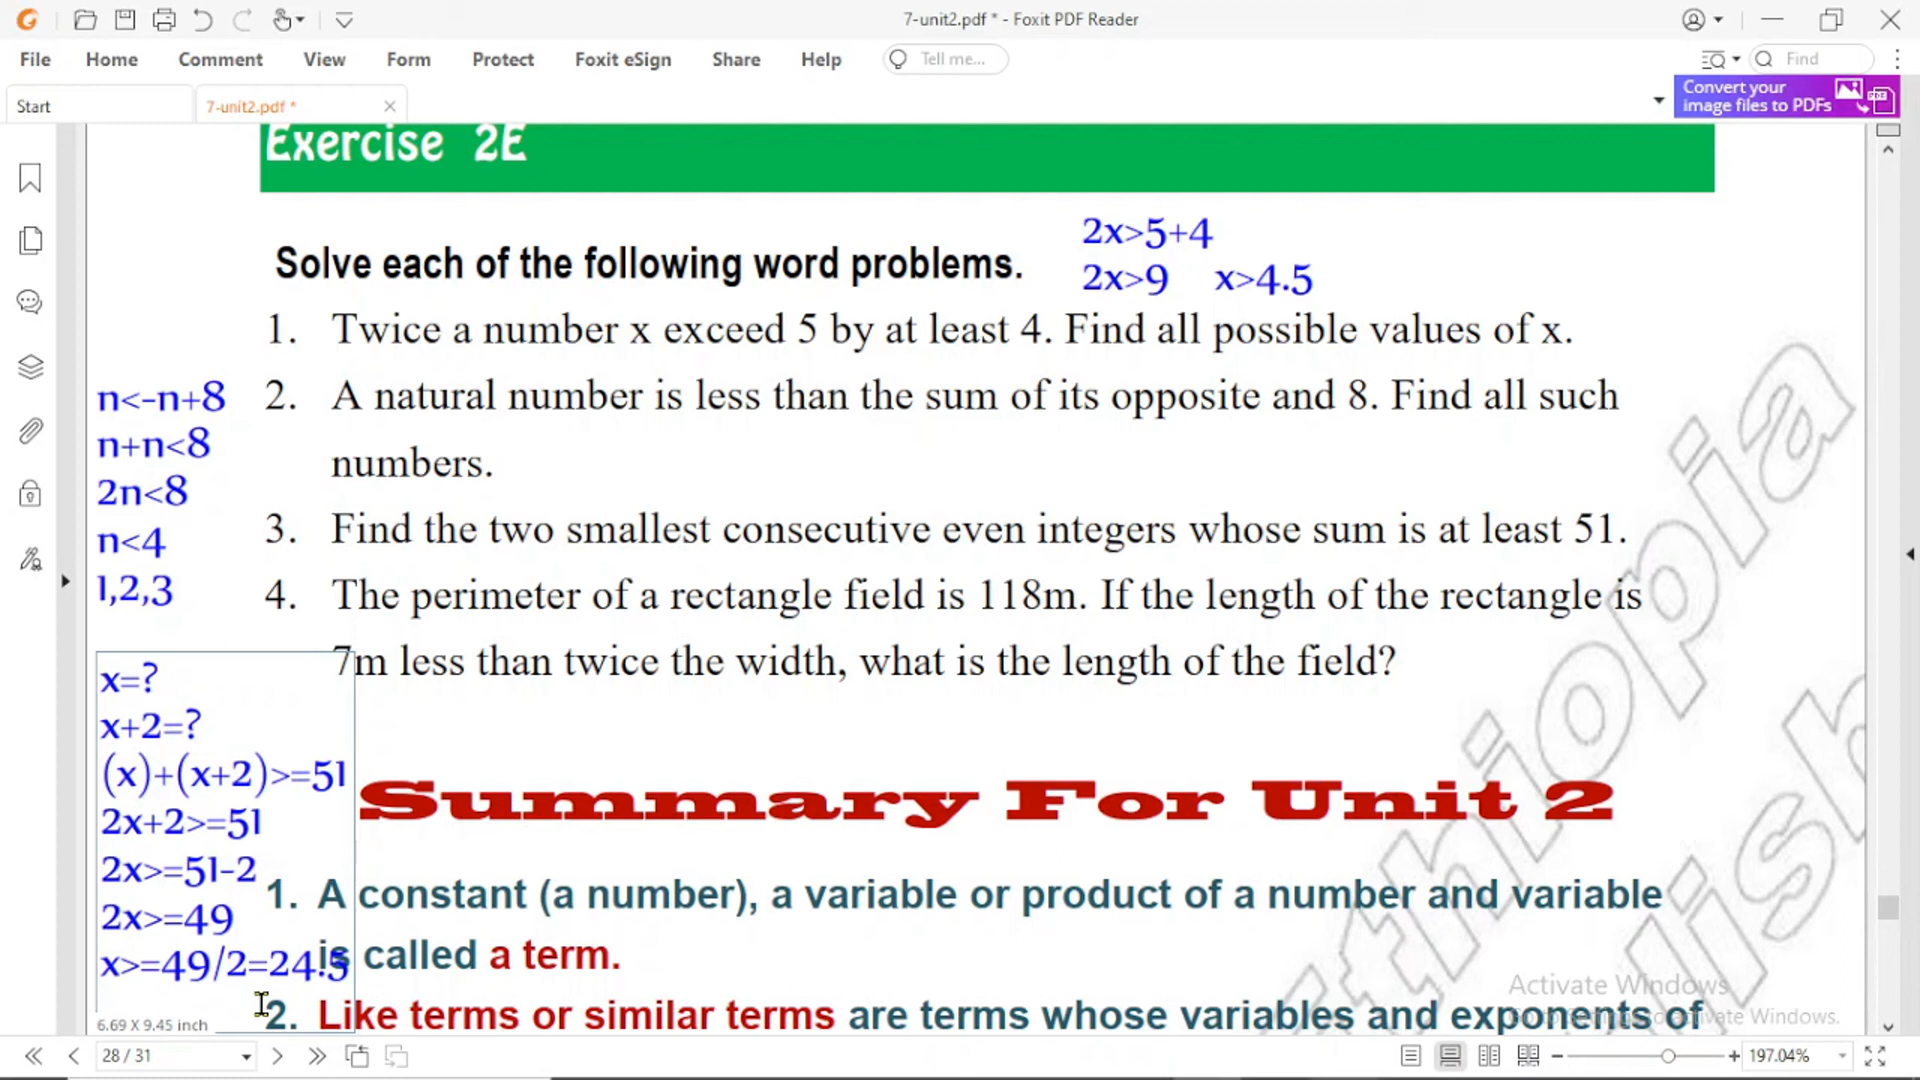 7-unit2.pdf * - Foxit PDF Reader
File Home Comment View Form Protect Foxit eSign Share Help Tell me... Find
Start 7-unit2.pdf *
Convert your
image files to PDFs
Exercise 2E
2x>5+4
Solve each of the following word problems.
2x>9 x>4.5
1. Twice a number x exceed 5 by at least 4. Find all possible values of x.
2. A natural number is less than the sum of its opposite and 8. Find all such
numbers.
3. Find the two smallest consecutive even integers whose sum is at least 51.
4. The perimeter of a rectangle field is 118m. If the length of the rectangle is
7m less than twice the width, what is the length of the field?
n<-n+8
n+n<8
2n<8
n<4
1,2,3
x=?
x+2=?
(x)+(x+2)>=51
2x+2>=51
2x>=51-2
2x>=49
x>=49/2=24.5
Summary For Unit 2
1. A constant (a number), a variable or product of a number and variable
is called a term.
2. Like terms or similar terms are terms whose variables and exponents of
thiopia
Activate Windows
6.69 X 9.45 inch
28 / 31
197.04%